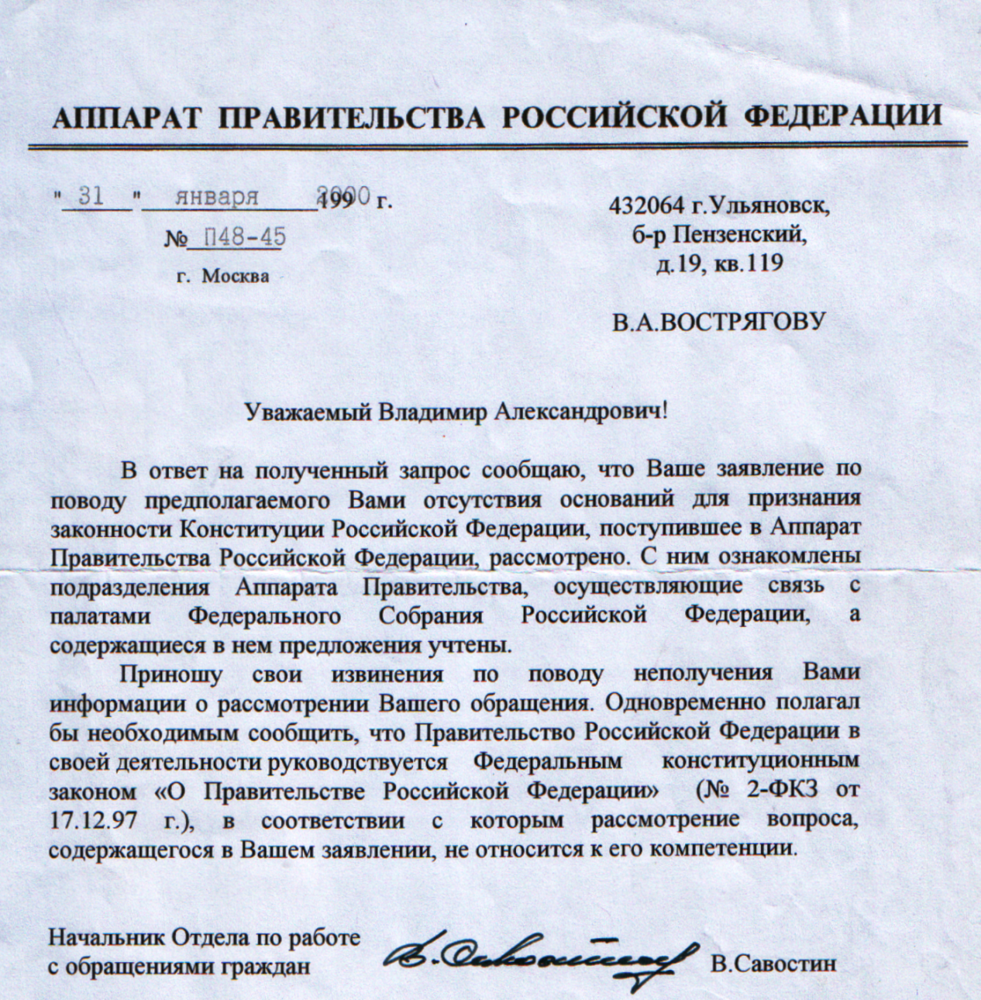 АППАРАТ ПРАВИТЕЛЬСТВА РОССИЙСКОЙ ФЕДЕРАЦИИ
" 31 " января 2000 г.
№ П48-45
г. Москва
432064 г.Ульяновск,
б-р Пензенский,
д.19, кв.119
В.А.ВОСТРЯГОВУ
Уважаемый Владимир Александрович!
В ответ на полученный запрос сообщаю, что Ваше заявление по
поводу предполагаемого Вами отсутствия оснований для признания
законности Конституции Российской Федерации, поступившее в Аппарат
Правительства Российской Федерации, рассмотрено. С ним ознакомлены
подразделения Аппарата Правительства, осуществляющие связь с
палатами Федерального Собрания Российской Федерации, а
содержащиеся в нем предложения учтены.
Приношу свои извинения по поводу неполучения Вами
информации о рассмотрении Вашего обращения. Одновременно полагал
бы необходимым сообщить, что Правительство Российской Федерации в
своей деятельности руководствуется Федеральным конституционным
законом «О Правительстве Российской Федерации» (№ 2-ФКЗ от
17.12.97 г.), в соответствии с которым рассмотрение вопроса,
содержащегося в Вашем заявлении, не относится к его компетенции.
Начальник Отдела по работе
с обращениями граждан
В. Савостин
В.Савостин